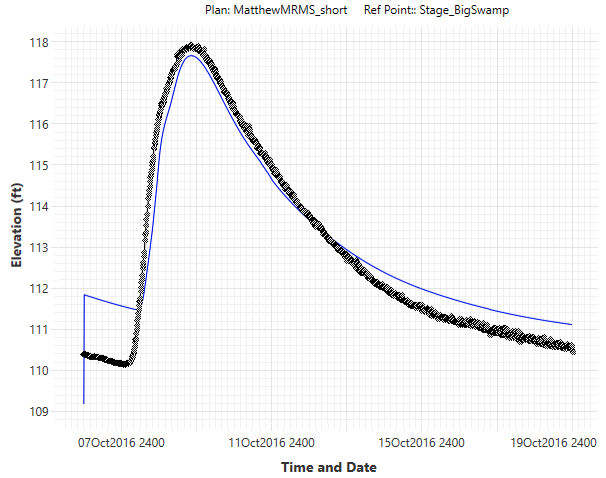 Plan: MatthewMRMS_short Ref Point:: Stage_BigSwamp
118
117
116
115
114
113
112
111
110
109
Elevation (ft)
07Oct2016 2400 11Oct2016 2400 15Oct2016 2400 19Oct2016 2400
Time and Date